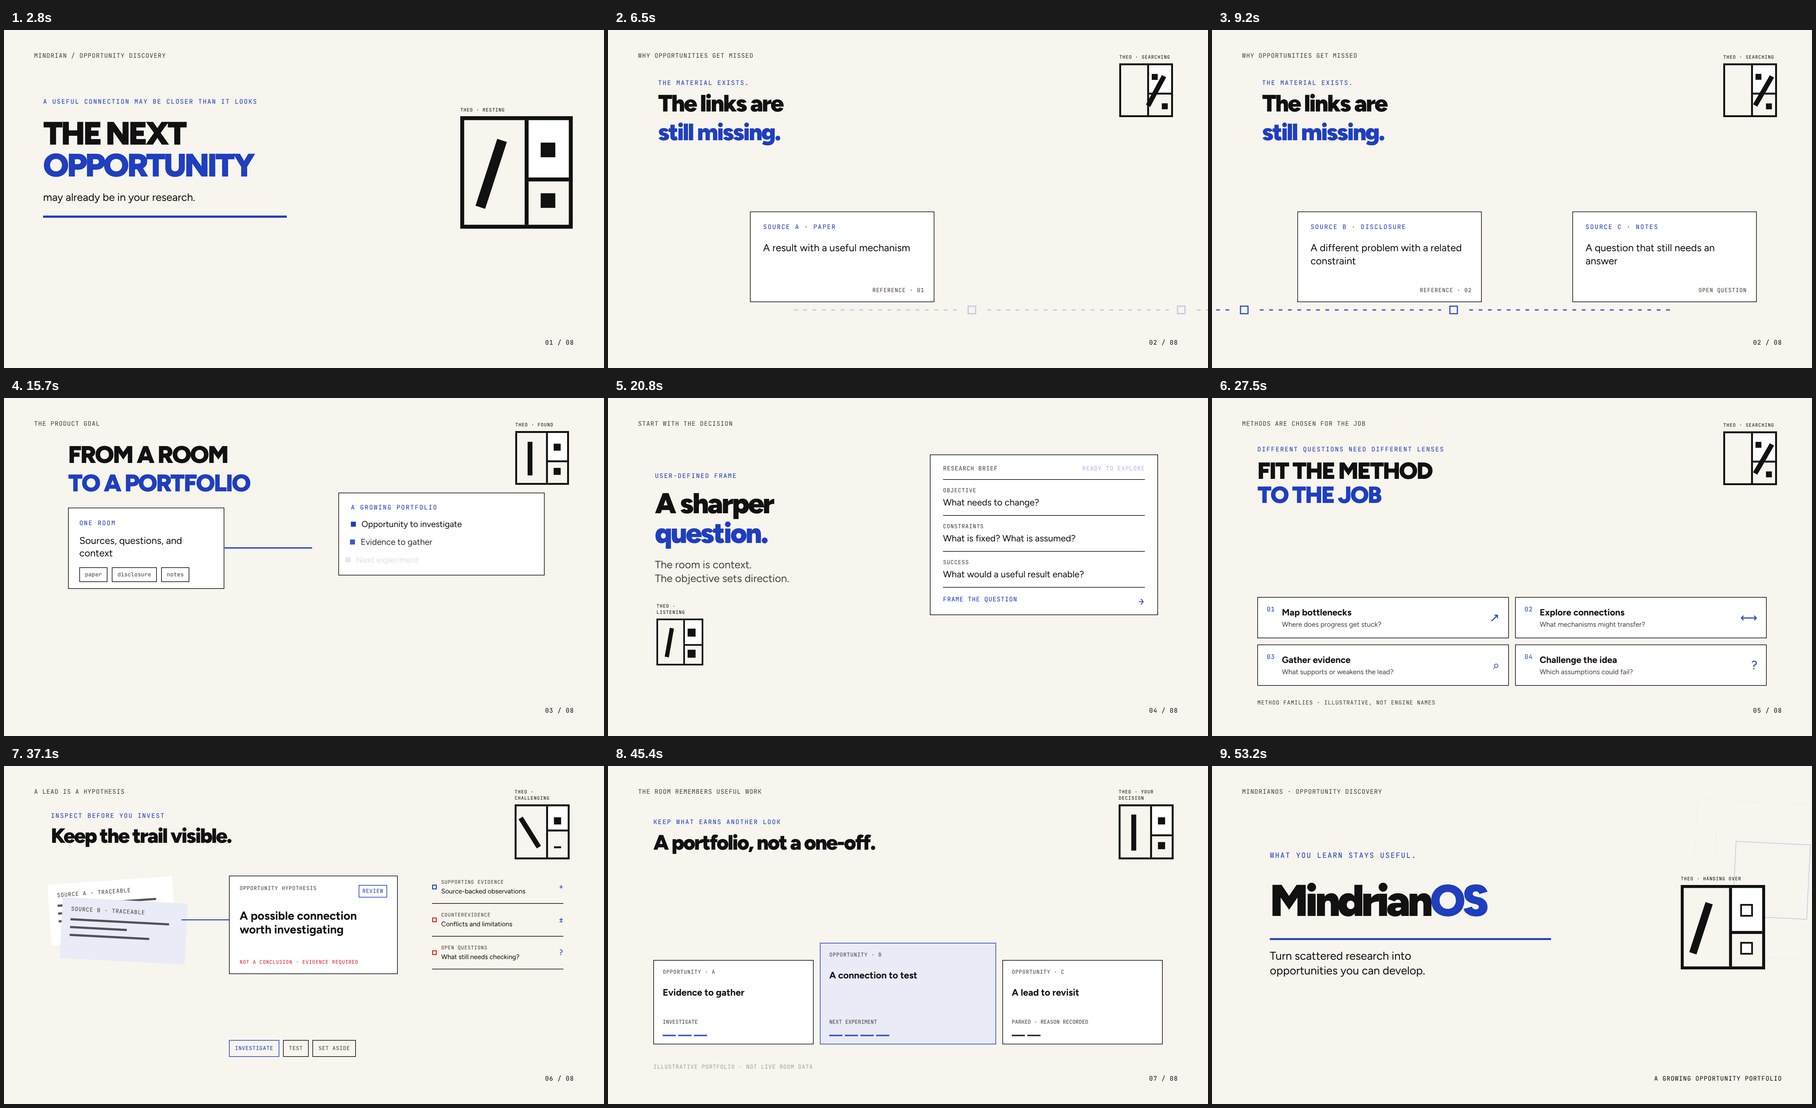 1. 2.8s
MINDRIAN / OPPORTUNITY DISCOVERY
A USEFUL CONNECTION MAY BE CLOSER THAN IT LOOKS
THE NEXT
OPPORTUNITY
may already be in your research.
THEO · RESTING
01 / 08
2. 6.5s
WHY OPPORTUNITIES GET MISSED
THE MATERIAL EXISTS.
The links are
still missing.
THEO · SEARCHING
SOURCE A · PAPER
A result with a useful mechanism
REFERENCE · 01
02 / 08
3. 9.2s
WHY OPPORTUNITIES GET MISSED
THE MATERIAL EXISTS.
The links are
still missing.
THEO · SEARCHING
SOURCE B · DISCLOSURE
A different problem with a related
constraint
REFERENCE · 02
SOURCE C · NOTES
A question that still needs an
answer
OPEN QUESTION
02 / 08
4. 15.7s
THE PRODUCT GOAL
FROM A ROOM
TO A PORTFOLIO
THEO · FOUND
ONE ROOM
Sources, questions, and
context
paper
disclosure
notes
A GROWING PORTFOLIO
Opportunity to investigate
Evidence to gather
Next experiment
03 / 08
5. 20.8s
START WITH THE DECISION
USER-DEFINED FRAME
A sharper
question.
The room is context.
The objective sets direction.
THEO ·
LISTENING
RESEARCH BRIEF
READY TO EXPLORE
OBJECTIVE
What needs to change?
CONSTRAINTS
What is fixed? What is assumed?
SUCCESS
What would a useful result enable?
FRAME THE QUESTION →
04 / 08
6. 27.5s
METHODS ARE CHOSEN FOR THE JOB
DIFFERENT QUESTIONS NEED DIFFERENT LENSES
FIT THE METHOD
TO THE JOB
THEO · SEARCHING
01 Map bottlenecks ↗
Where does progress get stuck?
02 Explore connections ⟷
What mechanisms might transfer?
03 Gather evidence ⌕
What supports or weakens the lead?
04 Challenge the idea ?
Which assumptions could fail?
METHOD FAMILIES · ILLUSTRATIVE, NOT ENGINE NAMES
05 / 08
7. 37.1s
A LEAD IS A HYPOTHESIS
INSPECT BEFORE YOU INVEST
Keep the trail visible.
THEO ·
CHALLENGING
SOURCE A · TRACEABLE
SOURCE B · TRACEABLE
OPPORTUNITY HYPOTHESIS
REVIEW
A possible connection
worth investigating
NOT A CONCLUSION · EVIDENCE REQUIRED
SUPPORTING EVIDENCE
Source-backed observations +
COUNTEREVIDENCE
Conflicts and limitations ±
OPEN QUESTIONS
What still needs checking? ?
INVESTIGATE
TEST
SET ASIDE
06 / 08
8. 45.4s
THE ROOM REMEMBERS USEFUL WORK
KEEP WHAT EARNS ANOTHER LOOK
A portfolio, not a one-off.
THEO · YOUR
DECISION
OPPORTUNITY · A
Evidence to gather
INVESTIGATE
OPPORTUNITY · B
A connection to test
NEXT EXPERIMENT
OPPORTUNITY · C
A lead to revisit
PARKED · REASON RECORDED
ILLUSTRATIVE PORTFOLIO · NOT LIVE ROOM DATA
07 / 08
9. 53.2s
MINDRIANOS · OPPORTUNITY DISCOVERY
WHAT YOU LEARN STAYS USEFUL.
MindrianOS
Turn scattered research into
opportunities you can develop.
THEO · HANDING OVER
A GROWING OPPORTUNITY PORTFOLIO